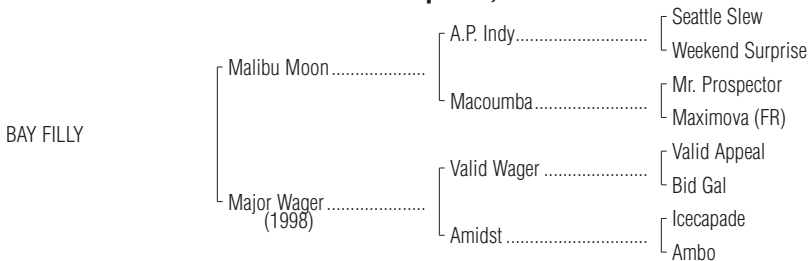 Seattle Slew
A.P. Indy
Weekend Surprise
Malibu Moon
Mr. Prospector
Macoumba
Maximova (FR)
BAY FILLY
Valid Appeal
Valid Wager
Bid Gal
Major Wager
(1998)
Icecapade
Amidst
Ambo